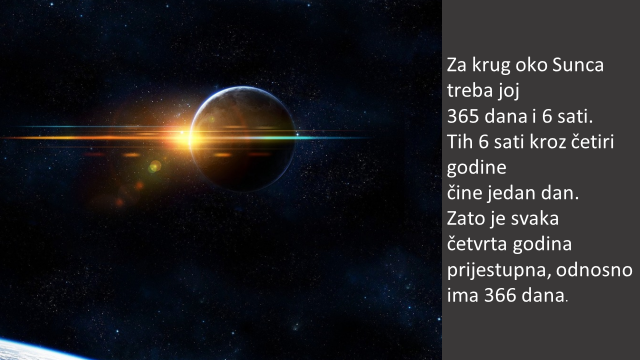 Za krug oko Sunca
treba joj
365 dana i 6 sati.
Tih 6 sati kroz četiri
godine
čine jedan dan.
Zato je svaka
četvrta godina
prijestupna, odnosno
ima 366 dana.